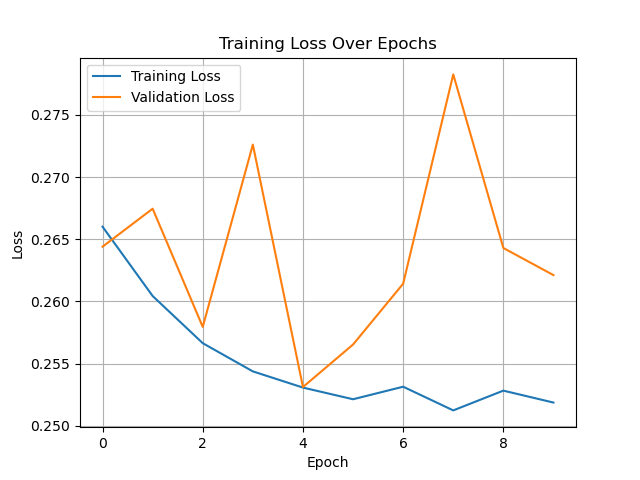 Training Loss Over Epochs
Training Loss
Validation Loss
0.275
0.270
0.265
0.260
0.255
0.250
Loss
0 2 4 6 8
Epoch